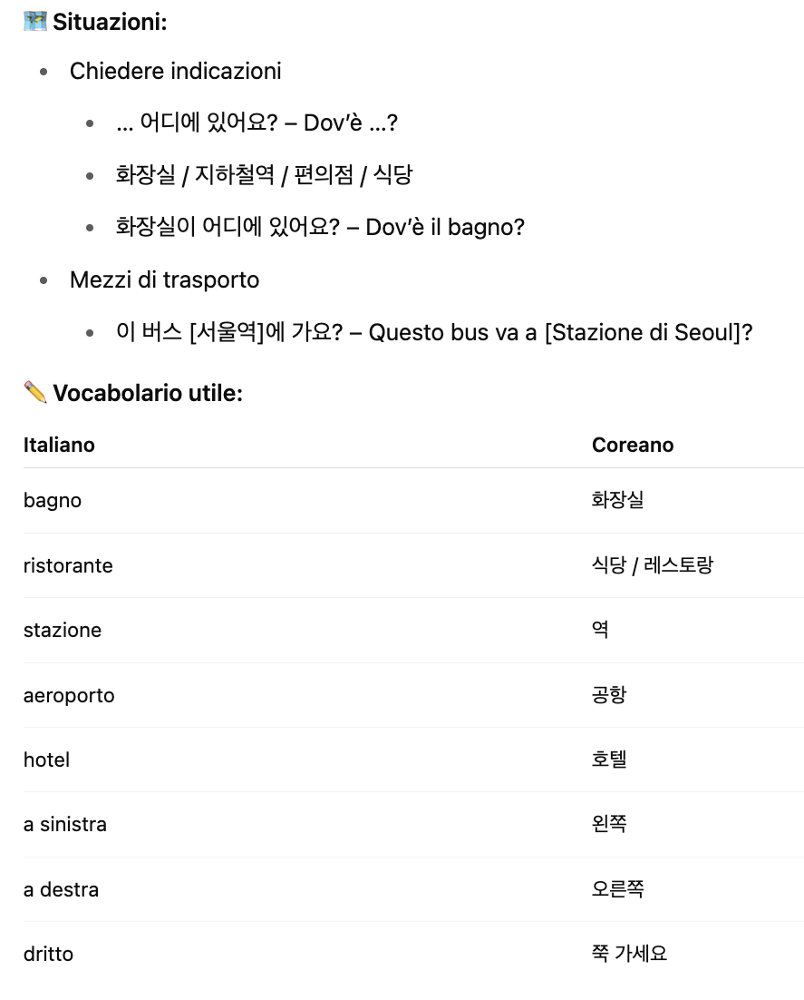 🗺️ Situazioni:
• Chiedere indicazioni
• ... 어디에 있어요? – Dov’è ...?
• 화장실 / 지하철역 / 편의점 / 식당
• 화장실이 어디에 있어요? – Dov’è il bagno?
• Mezzi di trasporto
• 이 버스 [서울역]에 가요? – Questo bus va a [Stazione di Seoul]?
✏️ Vocabolario utile:
Italiano Coreano
bagno 화장실
ristorante 식당 / 레스토랑
stazione 역
aeroporto 공항
hotel 호텔
a sinistra 왼쪽
a destra 오른쪽
dritto 쭉 가세요